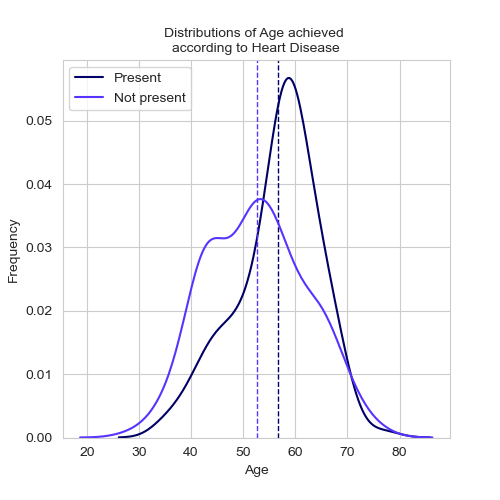 Distributions of Age achieved
according to Heart Disease
Present
Not present
Frequency
0.05
0.04
0.03
0.02
0.01
0.00
20 30 40 50 60 70 80
Age